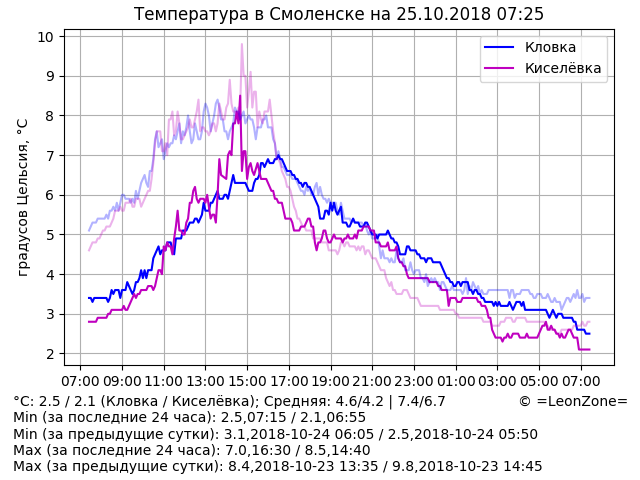 Температура в Смоленске на 25.10.2018 07:25
градусов Цельсия, °C
10
9
8
7
6
5
4
3
2
Кловка
Киселёвка
07:00 09:00 11:00 13:00 15:00 17:00 19:00 21:00 23:00 01:00 03:00 05:00 07:00
°C: 2.5 / 2.1 (Кловка / Киселёвка); Средняя: 4.6/4.2 | 7.4/6.7 © =LeonZone=
Min (за последние 24 часа): 2.5,07:15 / 2.1,06:55
Min (за предыдущие сутки): 3.1,2018-10-24 06:05 / 2.5,2018-10-24 05:50
Max (за последние 24 часа): 7.0,16:30 / 8.5,14:40
Max (за предыдущие сутки): 8.4,2018-10-23 13:35 / 9.8,2018-10-23 14:45